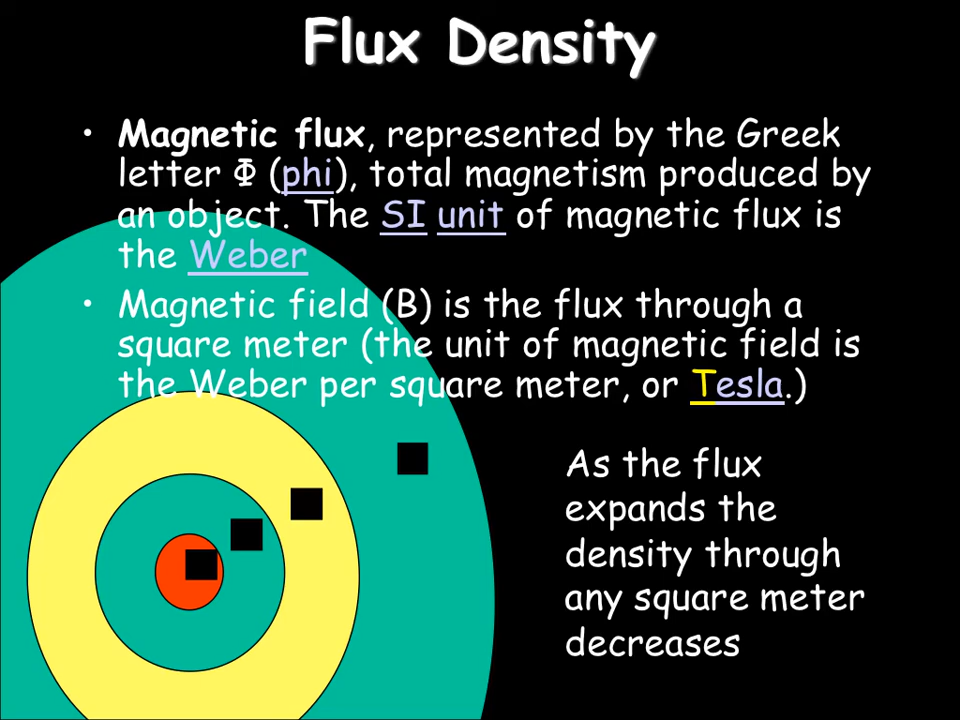 Flux Density
• Magnetic flux, represented by the Greek
letter Φ (phi), total magnetism produced by
an object. The SI unit of magnetic flux is
the Weber
• Magnetic field (B) is the flux through a
square meter (the unit of magnetic field is
the Weber per square meter, or Tesla.)
As the flux
expands the
density through
any square meter
decreases